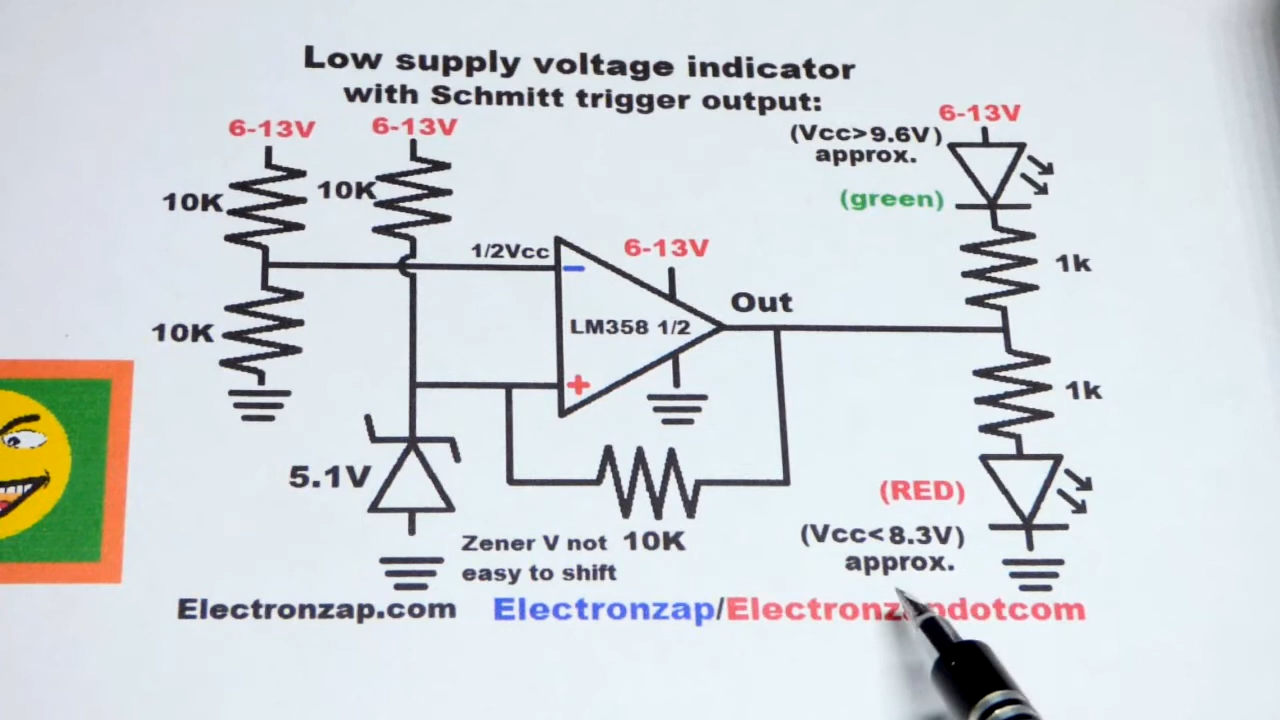 Low supply voltage indicator
with Schmitt trigger output:
6-13V
6-13V
6-13V
(Vcc>9.6V)
approx.
(green)
10K
10K
1/2Vcc
6-13V
1k
−
Out
LM358 1/2
10K
+
1k
5.1V
(RED)
(Vcc<8.3V)
approx.
Zener V not
easy to shift
10K
Electronzap.com
Electronzap/Electronzapdotcom